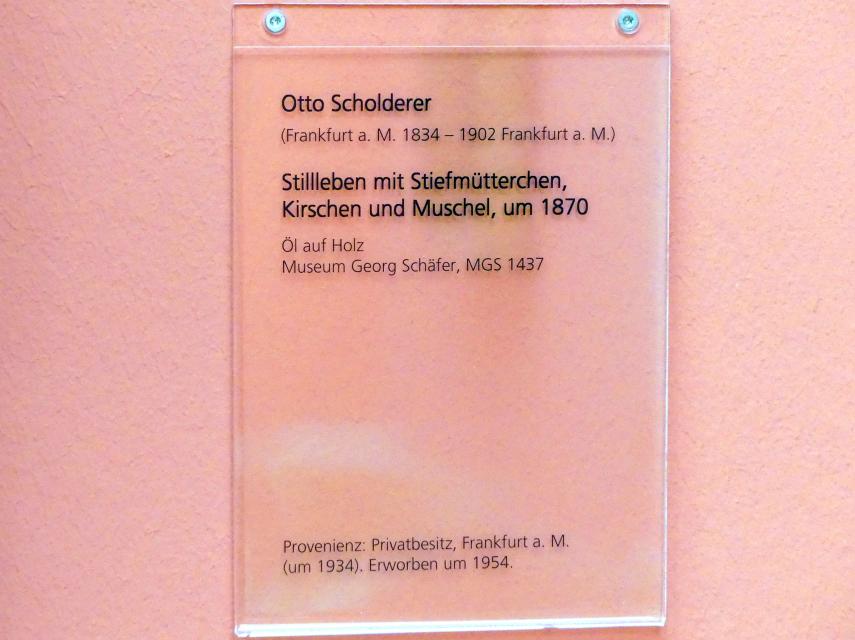 Otto Scholderer
(Frankfurt a. M. 1834 – 1902 Frankfurt a. M.)
Stillleben mit Stiefmütterchen,
Kirschen und Muschel, um 1870
Öl auf Holz
Museum Georg Schäfer, MGS 1437
Provenienz: Privatbesitz, Frankfurt a. M.
(um 1934). Erworben um 1954.